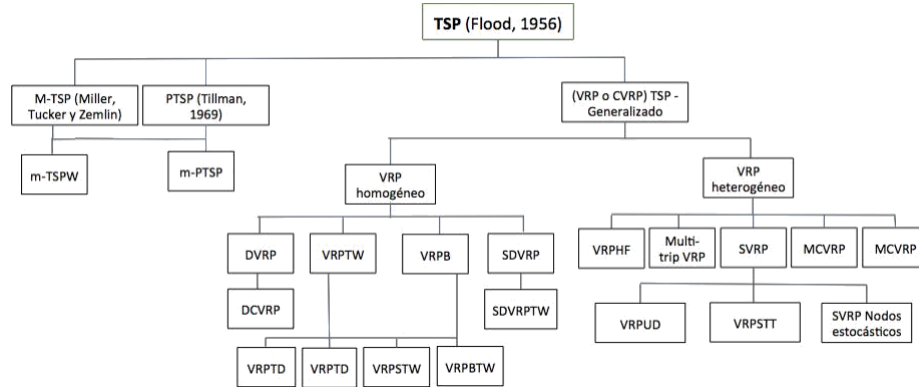 TSP (Flood, 1956)
M-TSP (Miller,
Tucker y Zemlin)
PTSP (Tillman,
1969)
(VRP o CVRP) TSP -
Generalizado
m-TSPW
m-PTSP
VRP
homogéneo
VRP
heterogéneo
DVRP
VRPTW
VRPB
SDVRP
VRPHF
Multi-
trip VRP
SVRP
MCVRP
MCVRP
DCVRP
SDVRPTW
VRPUD
VRPSTT
SVRP Nodos
estocásticos
VRPTD
VRPTD
VRPSTW
VRPBTW